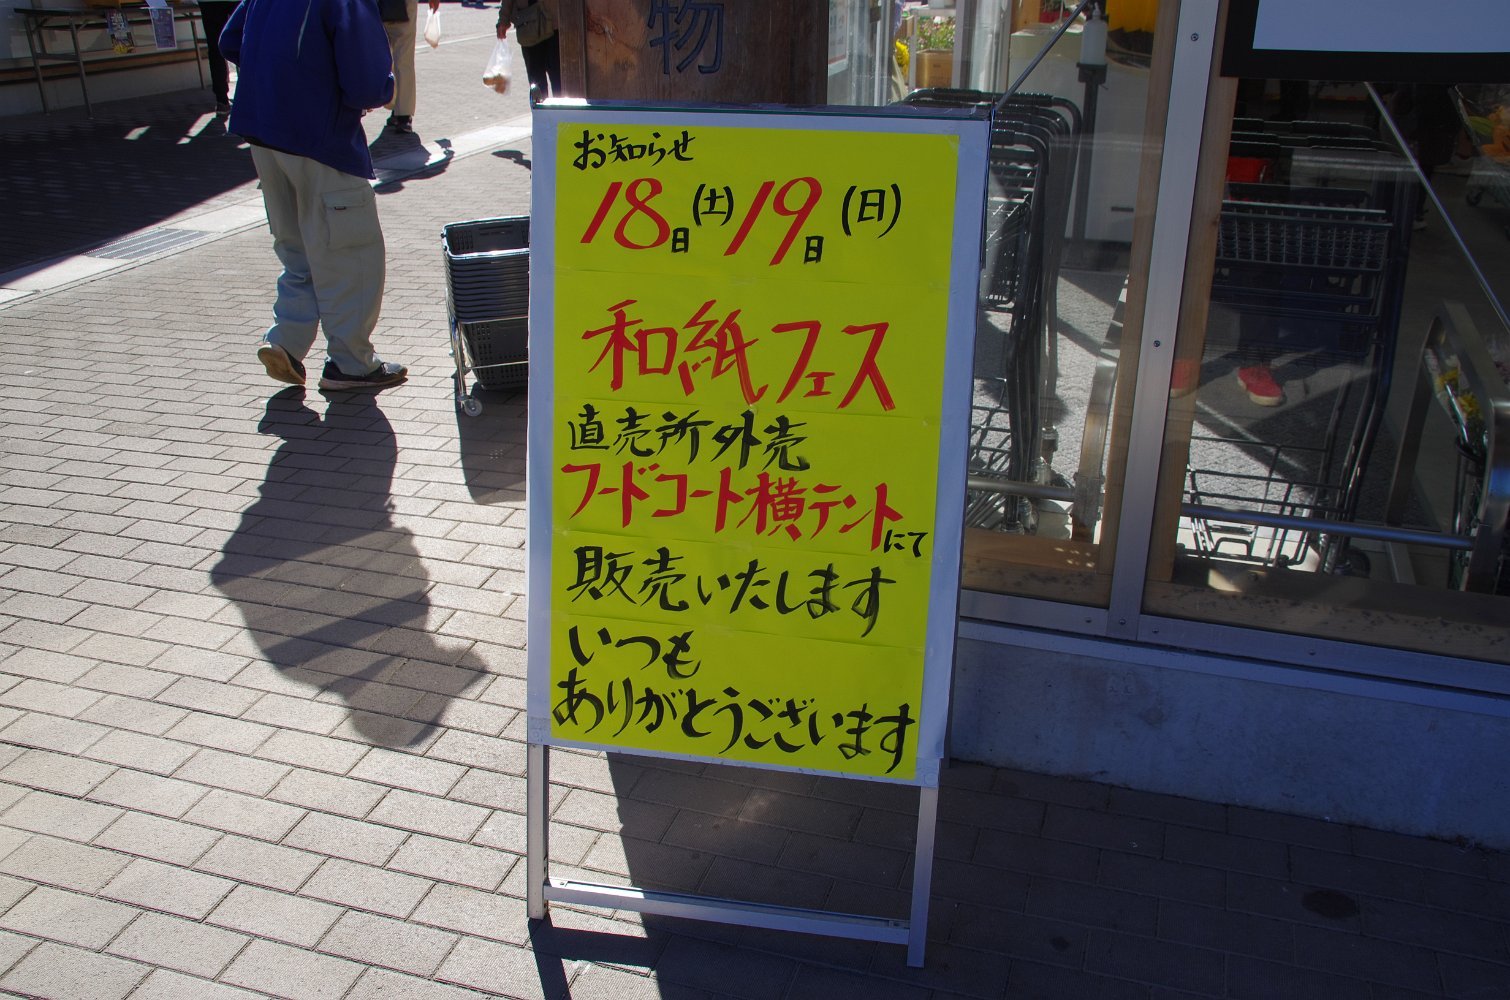 物
お知らせ
18日(土)19日(日)
和紙フェス
直売所外売
フードコート横テントにて
販売いたします
いつも
ありがとうございます